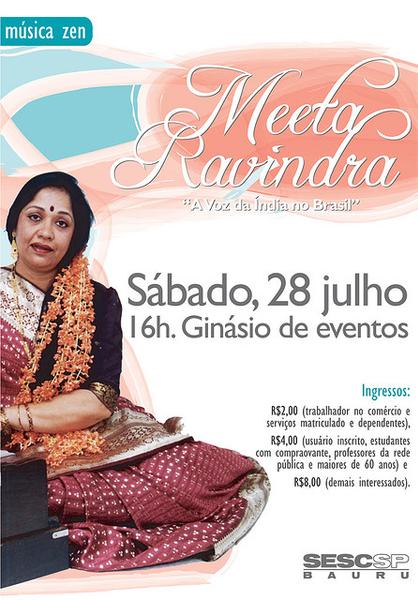 música zen
Meeta
Ravindra
"A Voz da Índia no Brasil"
Sábado, 28 julho
16h. Ginásio de eventos
Ingressos:
R$2,00 (trabalhador no comércio e
serviços matriculado e dependentes),
R$4,00 (usuário inscrito, estudantes
com compraovante, professores da rede
pública e maiores de 60 anos) e
R$8,00 (demais interessados).
SESCSP
BAURU